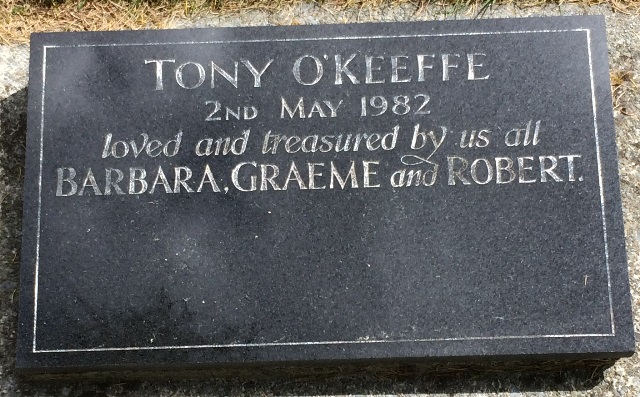 TONY O'KEEFFE
2ND MAY 1982
loved and treasured by us all
BARBARA, GRAEME and ROBERT.